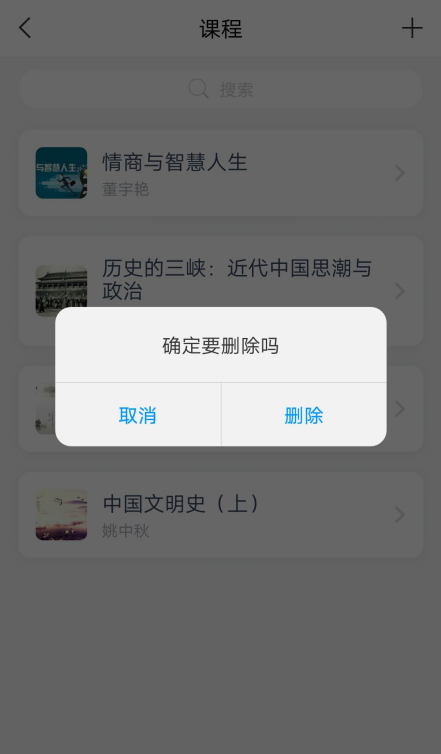 课程
搜索
与智慧人生
情商与智慧人生
董宇艳
历史的三峡：近代中国思潮与
政治
确定要删除吗
取消
删除
中国文明史（上）
姚中秋